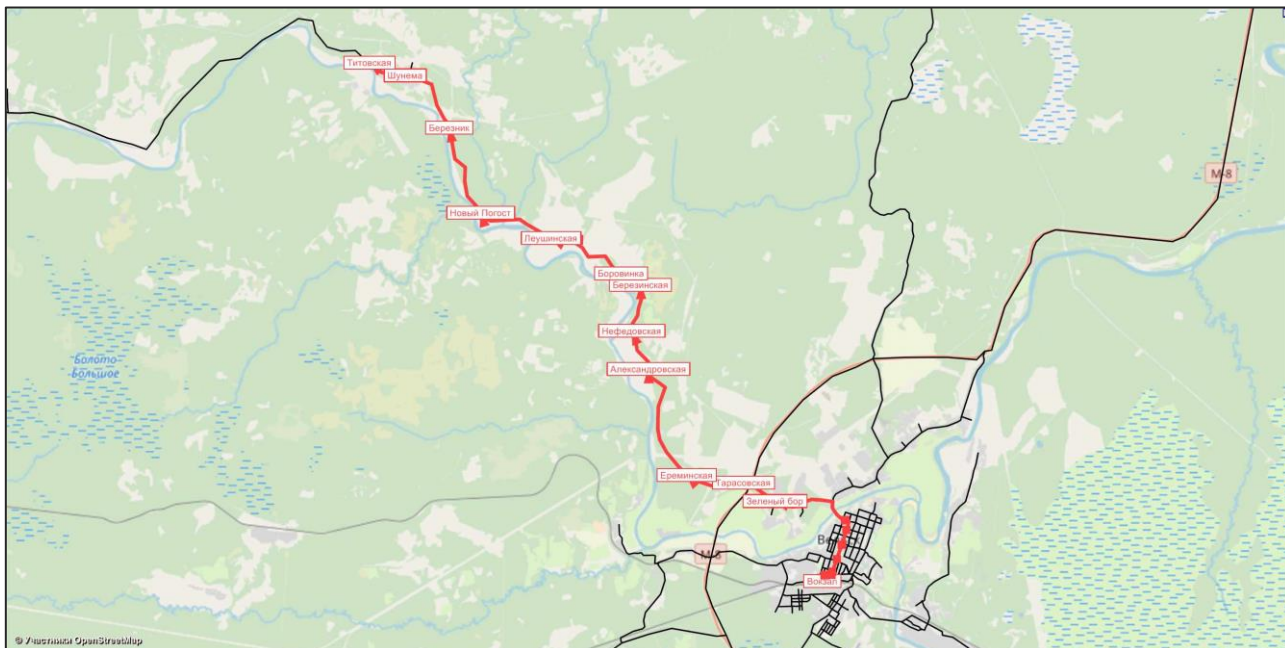 Титовская
Шунема
Березник
М-8
Новый Погост
Леушинская
Боровинка
Березинская
Нефедовская
Болото-
Большое
Александровская
Ереминская
Тарасовская
Зеленый бор
М-8
Вокзал
© Участники OpenStreetMap